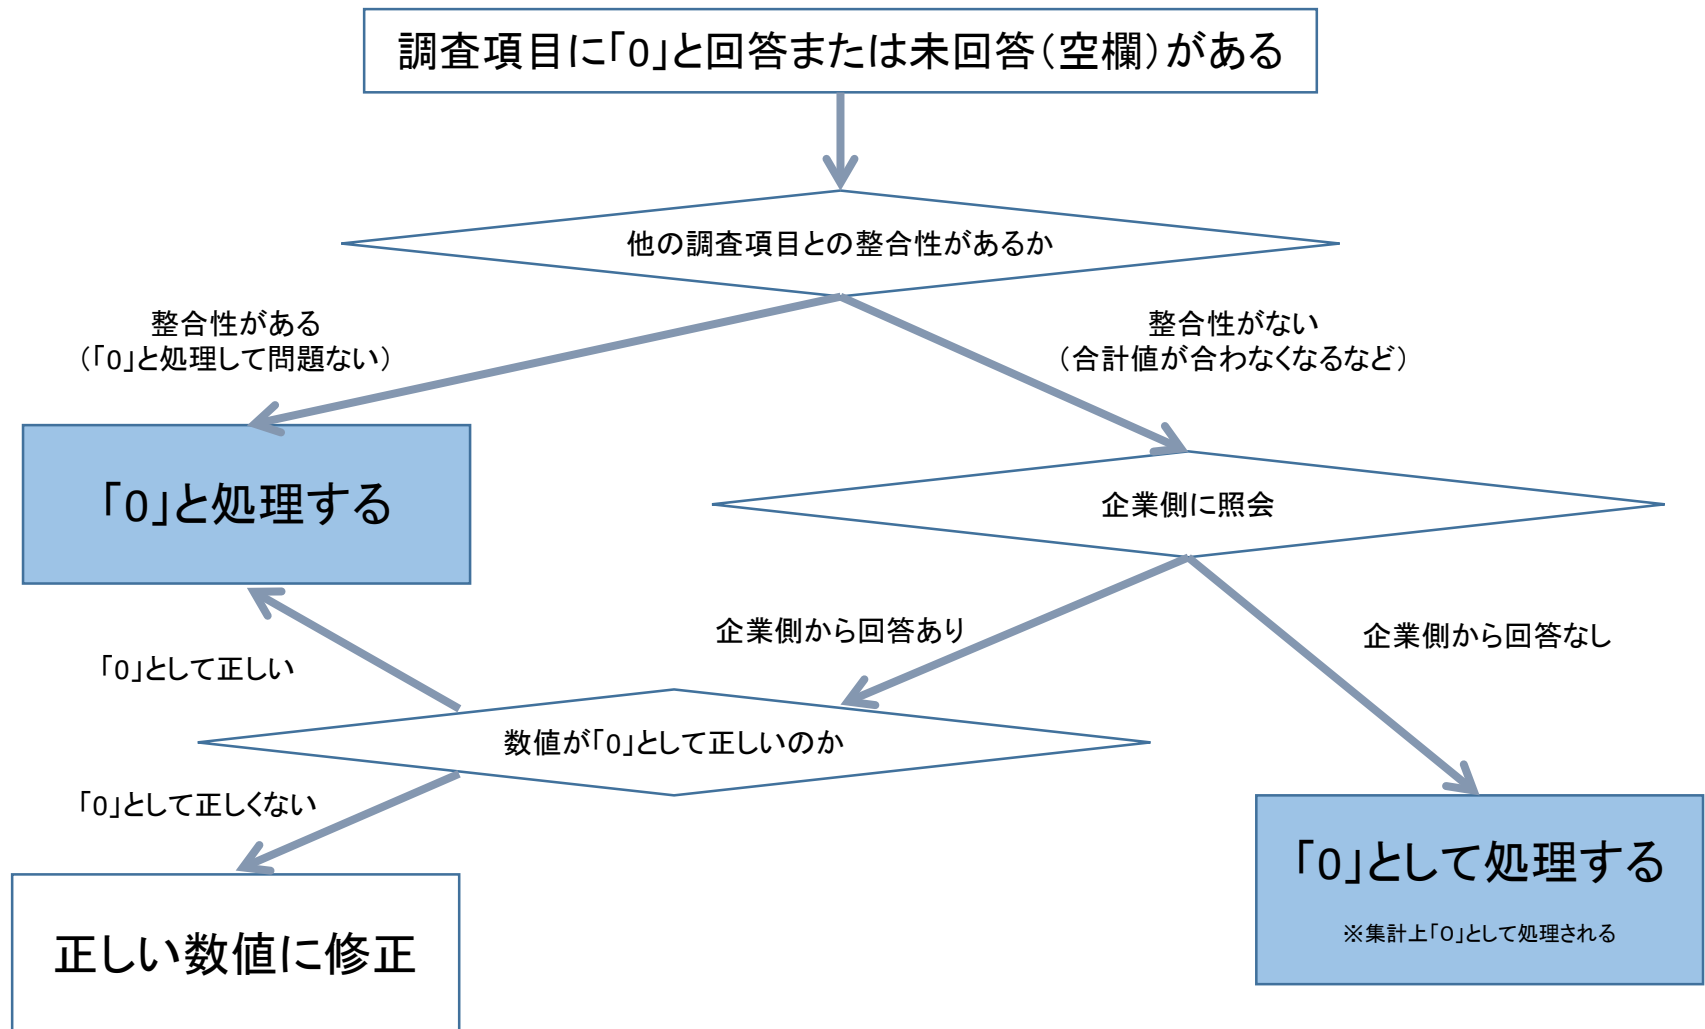 調査項目に「0」と回答または未回答（空欄）がある
他の調査項目との整合性があるか
整合性がある
（「0」と処理して問題ない）
整合性がない
（合計値が合わなくなるなど）
「0」と処理する
企業側に照会
企業側から回答あり
企業側から回答なし
「0」として正しい
数値が「0」として正しいのか
「0」として正しくない
「0」として処理する
※集計上「0」として処理される
正しい数値に修正